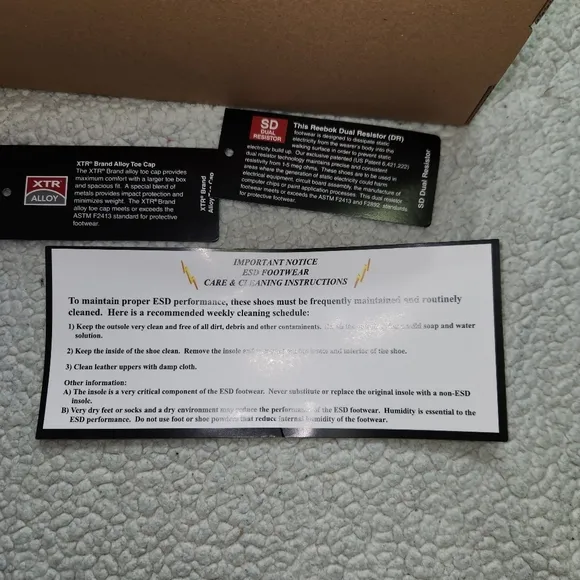 SD
DUAL
RESISTOR
This Reebok Dual Resistor (DR)
footwear is designed to dissipate static
electricity from the wearer's body into the
walking surface in order to prevent static
electricity build up. Our exclusive patented (US Patent 6,421,222)
dual resistor technology maintains precise and consistent
resistivity from 1-5 meg ohms. These shoes are to be used in
areas where the generation of static electricity could harm
electrical equipment, circuit board assembly, the manufacture of
computer chips or paint application processes. This dual resistor
footwear meets or exceeds the ASTM F2413 and F2892 standards
for protective footwear.
SD Dual Resistor
XTR® Brand Alloy Toe Cap
The XTR® Brand alloy toe cap provides
maximum comfort with a larger toe box
and spacious fit. A special blend of
metals provides impact protection and
minimizes weight. The XTR® Brand
alloy toe cap meets or exceeds the
ASTM F2413 standard for protective
footwear.
XTR
ALLOY
XTR® Brand
Alloy Toe Cap
IMPORTANT NOTICE
ESD FOOTWEAR
CARE & CLEANING INSTRUCTIONS
To maintain proper ESD performance, these shoes must be frequently maintained and routinely
cleaned. Here is a recommended weekly cleaning schedule:
1) Keep the outsole very clean and free of all dirt, debris and other contaminents. soap and water
solution.
2) Keep the inside of the shoe clean. Remove the insole and interior of the shoe.
3) Clean leather uppers with damp cloth.
Other information:
A) The insole is a very critical component of the ESD footwear. Never substitute or replace the original insole with a non-ESD
insole.
B) Very dry feet or socks and a dry environment may reduce the performance of the ESD footwear. Humidity is essential to the
ESD performance. Do not use foot or shoe powders that reduce internal humidity of the footwear.